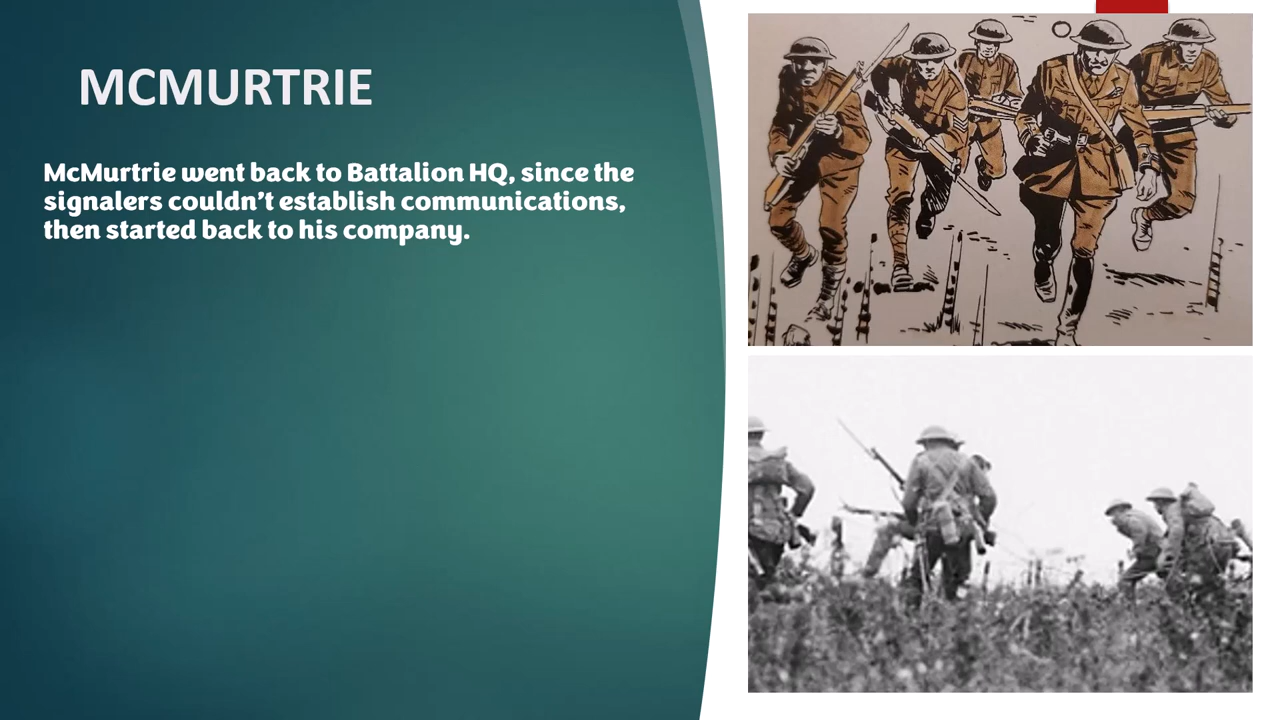 MCMURTRIE
McMurtrie went back to Battalion HQ, since the
signalers couldn’t establish communications,
then started back to his company.